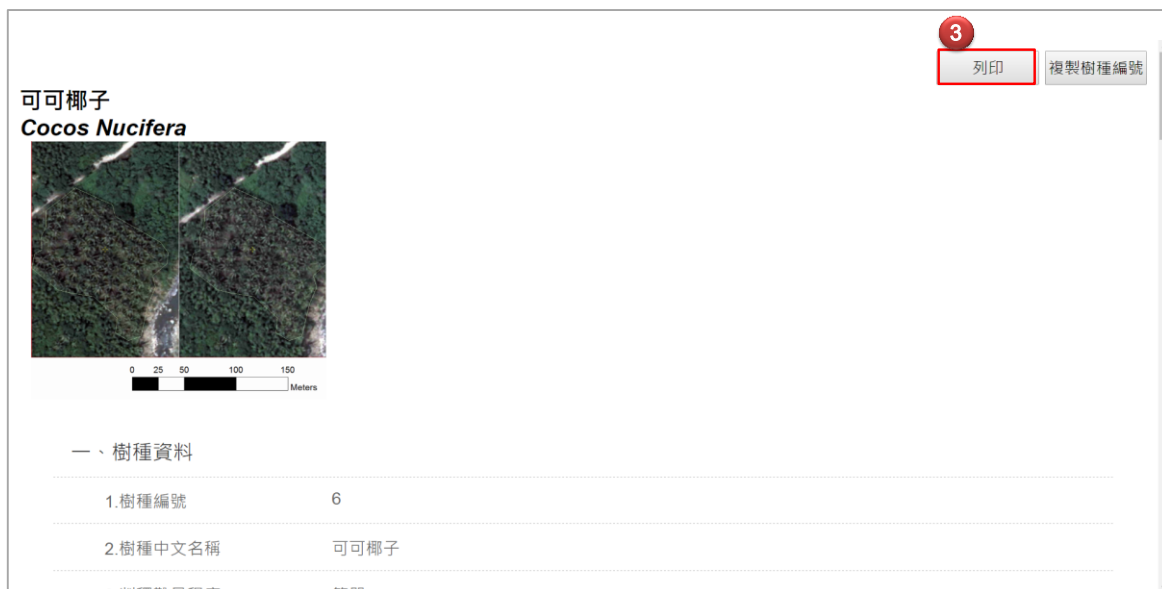 3
列印 複製樹種編號
可可椰子
Cocos Nucifera
0 25 50 100 150
Meters
一、樹種資料
1.樹種編號 6
2.樹種中文名稱 可可椰子